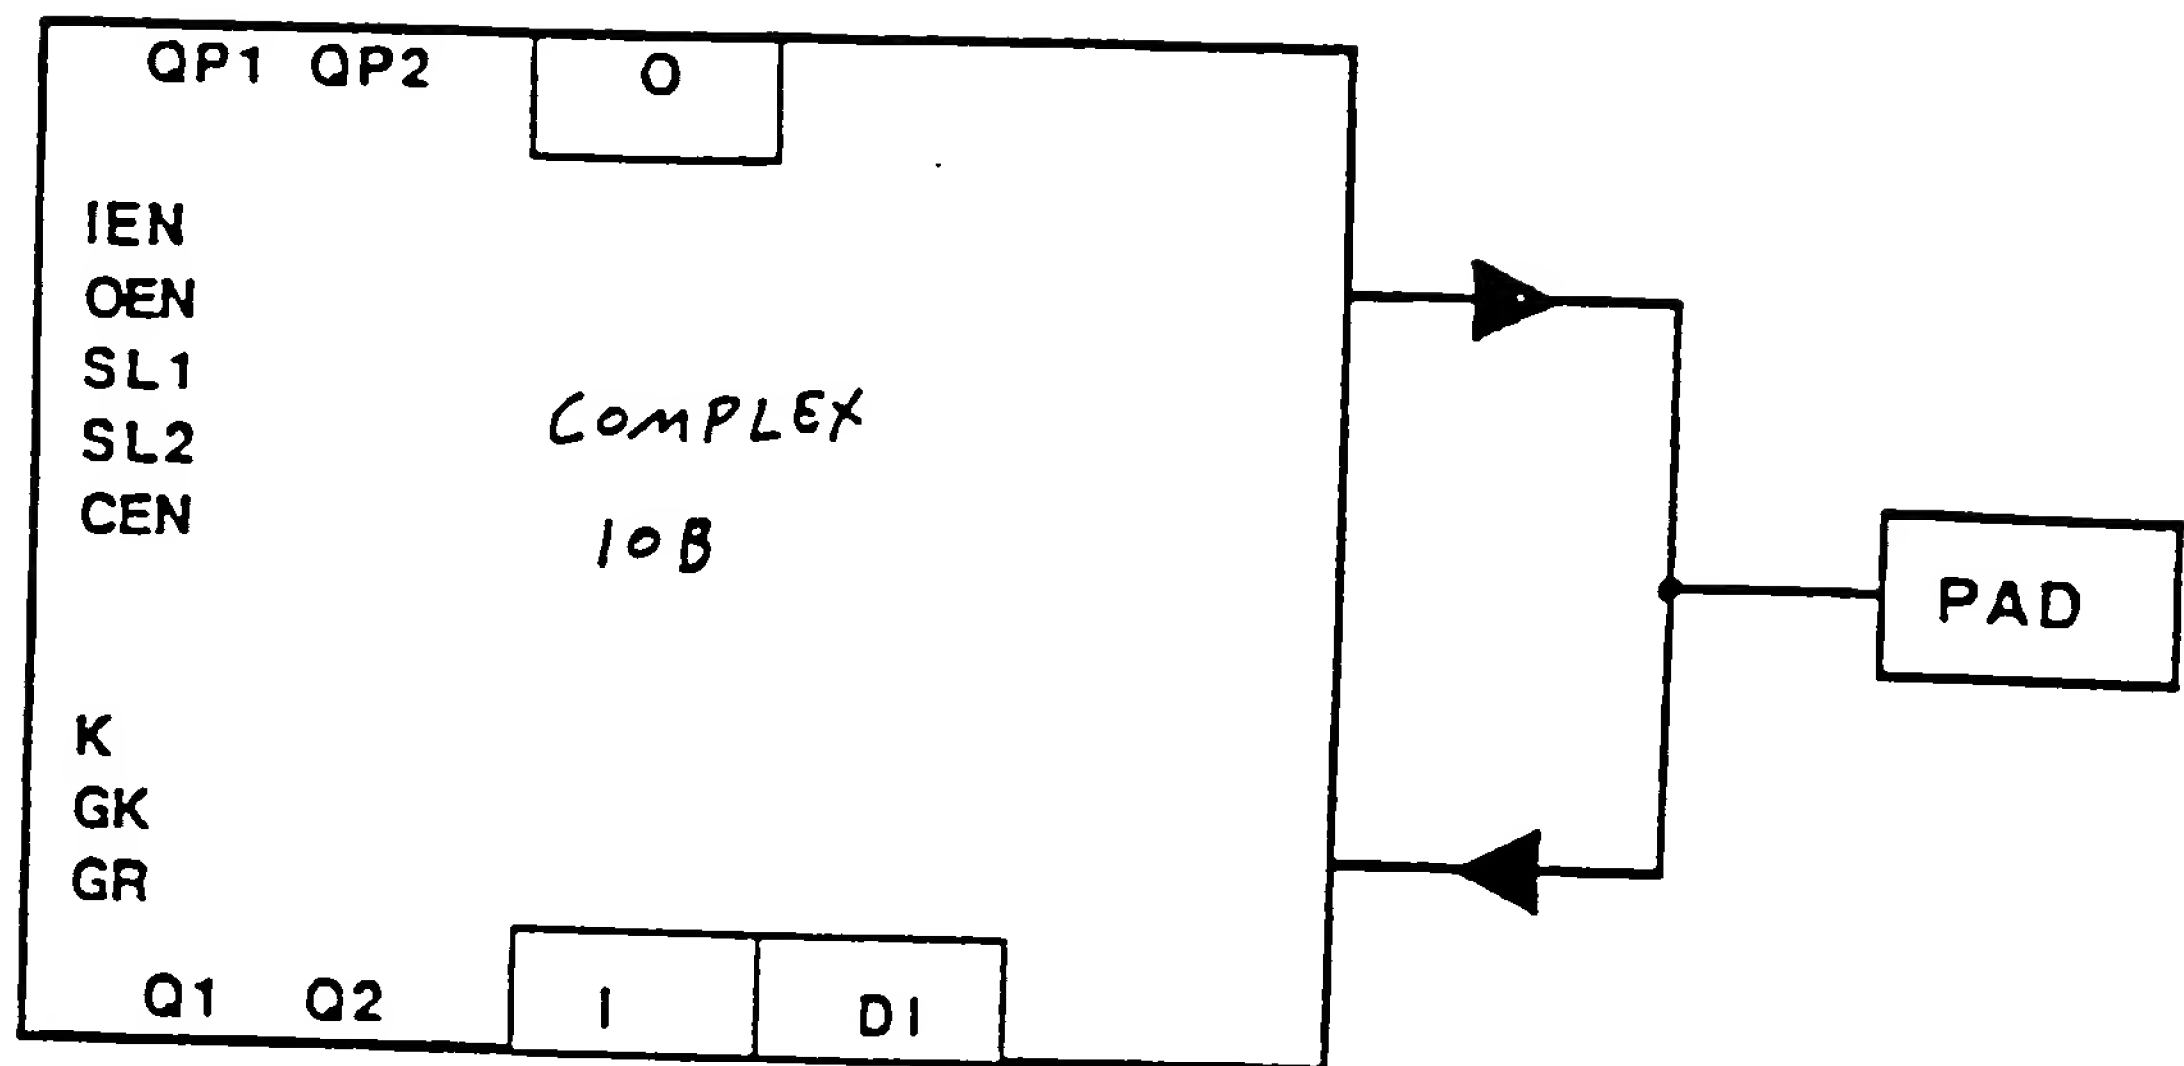 QP1 QP2 O
IEN
OEN
SL1
SL2
CEN
COMPLEX
IOB
PAD
K
GK
GR
Q1 Q2 I DI